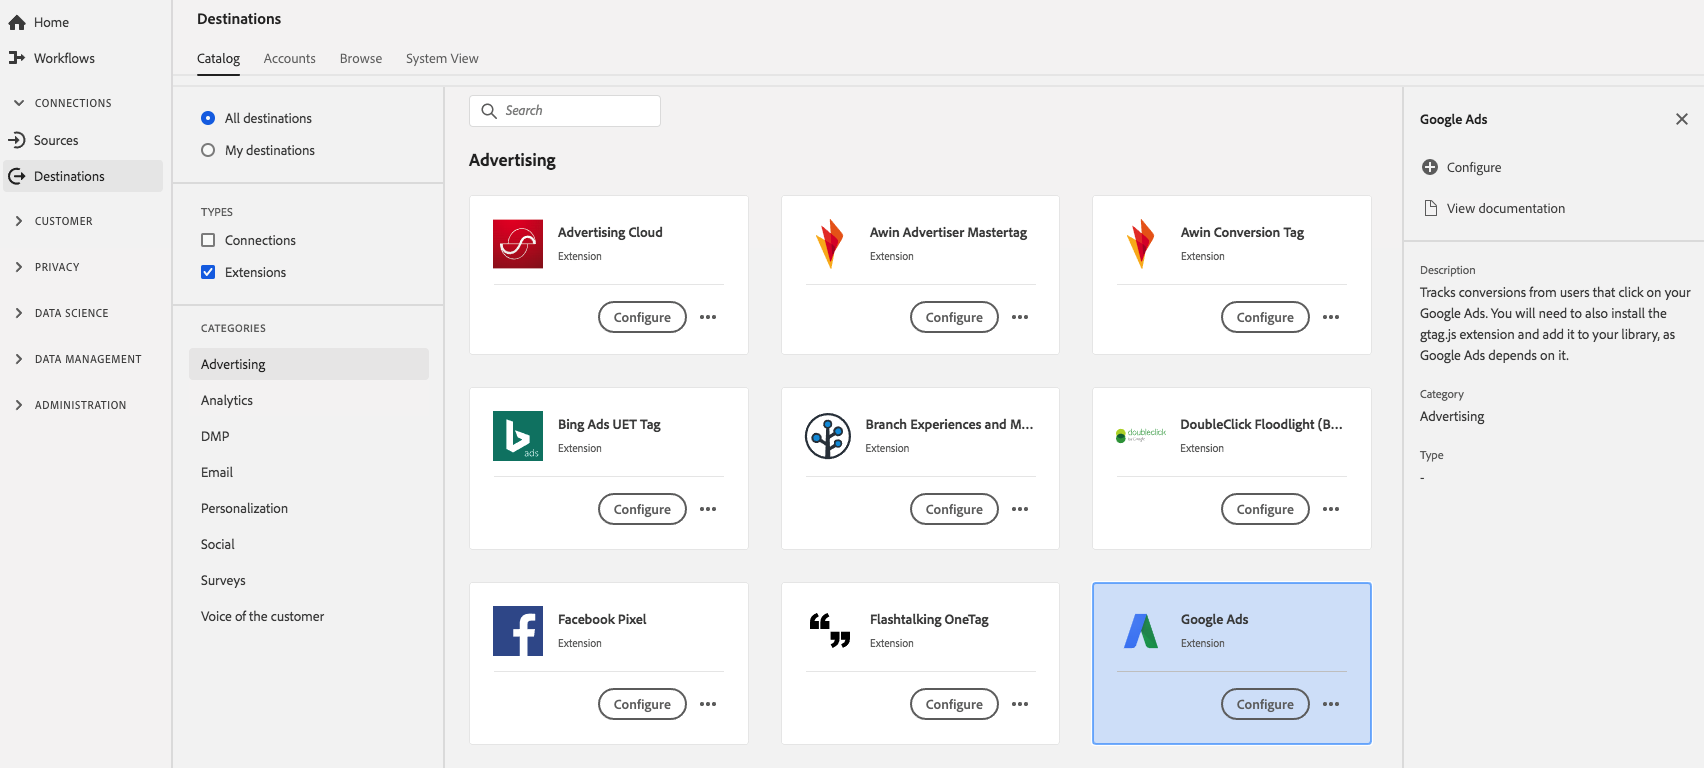 Home
Workflows
CONNECTIONS
Sources
Destinations
CUSTOMER
PRIVACY
DATA SCIENCE
DATA MANAGEMENT
ADMINISTRATION
Destinations
Catalog Accounts Browse System View
All destinations
My destinations
TYPES
Connections
Extensions
CATEGORIES
Advertising
Analytics
DMP
Email
Personalization
Social
Surveys
Voice of the customer
Search
Advertising
Advertising Cloud
Extension
Configure
Awin Advertiser Mastertag
Extension
Configure
Awin Conversion Tag
Extension
Configure
ads
Bing Ads UET Tag
Extension
Configure
Branch Experiences and M...
Extension
Configure
doubleclick
DoubleClick Floodlight (B...
Extension
Configure
Facebook Pixel
Extension
Configure
Flashtalking OneTag
Extension
Configure
Google Ads
Extension
Configure
Google Ads
Configure
View documentation
Description
Tracks conversions from users that click on your
Google Ads. You will need to also install the
gtag.js extension and add it to your library, as
Google Ads depends on it.
Category
Advertising
Type
-